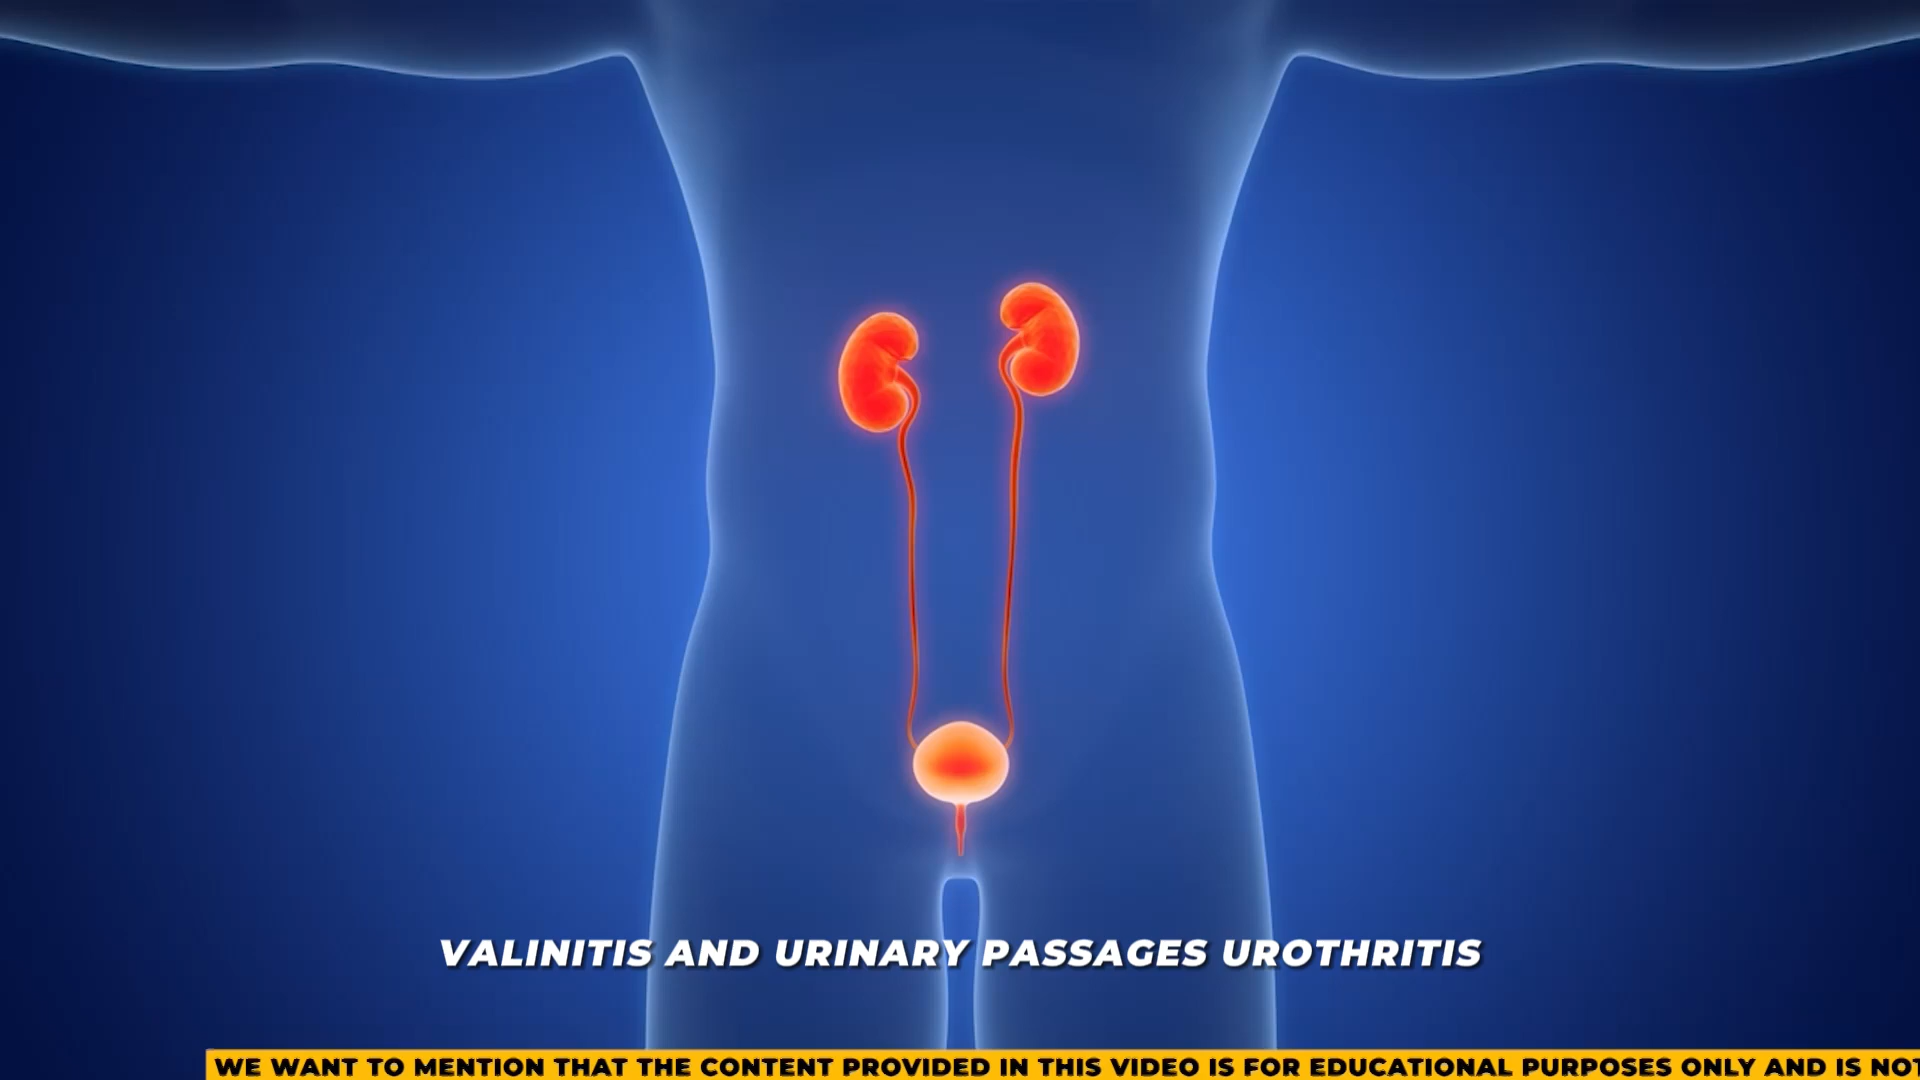 VALINITIS AND URINARY PASSAGES UROTHRITIS
WE WANT TO MENTION THAT THE CONTENT PROVIDED IN THIS VIDEO IS FOR EDUCATIONAL PURPOSES ONLY AND IS NOT